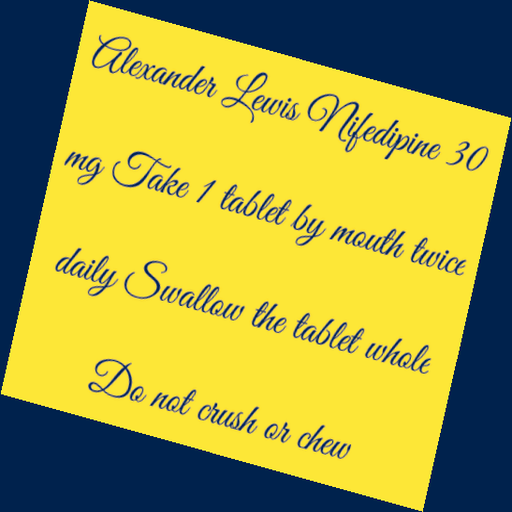 Alexander Lewis Nifedipine 30
mg Take 1 tablet by mouth twice
daily Swallow the tablet whole
Do not crush or chew